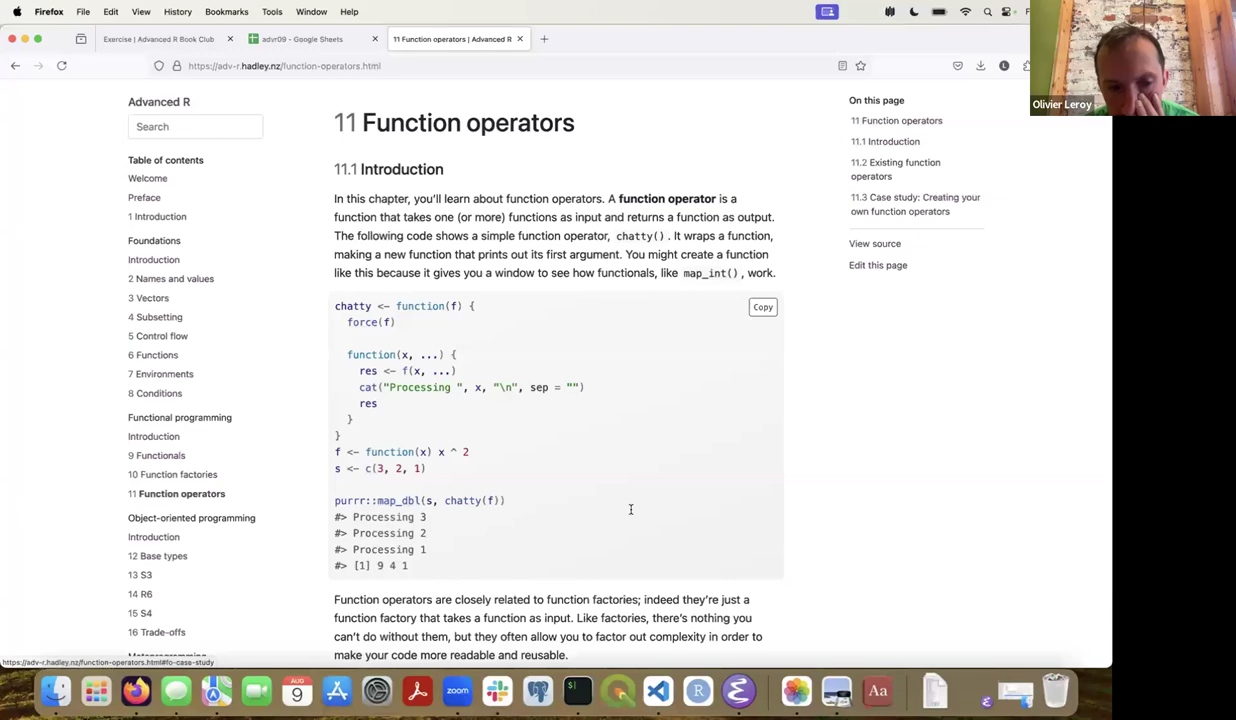 Firefox File Edit View History Bookmarks Tools Window Help
Exercise | Advanced R Book Club
advr09 - Google Sheets
11 Function operators | Advanced R
https://adv-r.hadley.nz/function-operators.html
Olivier Leroy
Advanced R
Search
Table of contents
Welcome
Preface
1 Introduction
Foundations
Introduction
2 Names and values
3 Vectors
4 Subsetting
5 Control flow
6 Functions
7 Environments
8 Conditions
Functional programming
Introduction
9 Functionals
10 Function factories
11 Function operators
Object-oriented programming
Introduction
12 Base types
13 S3
14 R6
15 S4
16 Trade-offs
11 Function operators
11.1 Introduction
In this chapter, you'll learn about function operators. A function operator is a
function that takes one (or more) functions as input and returns a function as output.
The following code shows a simple function operator, chatty(). It wraps a function,
making a new function that prints out its first argument. You might create a function
like this because it gives you a window to see how functionals, like map_int(), work.
Copy
chatty <- function(f) {
force(f)
function(x, ...) {
res <- f(x, ...)
cat("Processing ", x, "\n", sep = "")
res
}
}
f <- function(x) x ^ 2
s <- c(3, 2, 1)
purrr::map_dbl(s, chatty(f))
#> Processing 3
#> Processing 2
#> Processing 1
#> [1] 9 4 1
Function operators are closely related to function factories; indeed they're just a
function factory that takes a function as input. Like factories, there's nothing you
can't do without them, but they often allow you to factor out complexity in order to
make your code more readable and reusable.
On this page
11 Function operators
11.1 Introduction
11.2 Existing function
operators
11.3 Case study: Creating your
own function operators
View source
Edit this page
https://adv-r.hadley.nz/function-operators.html#fo-case-study
AUG
9
zoom
$
R
Aa